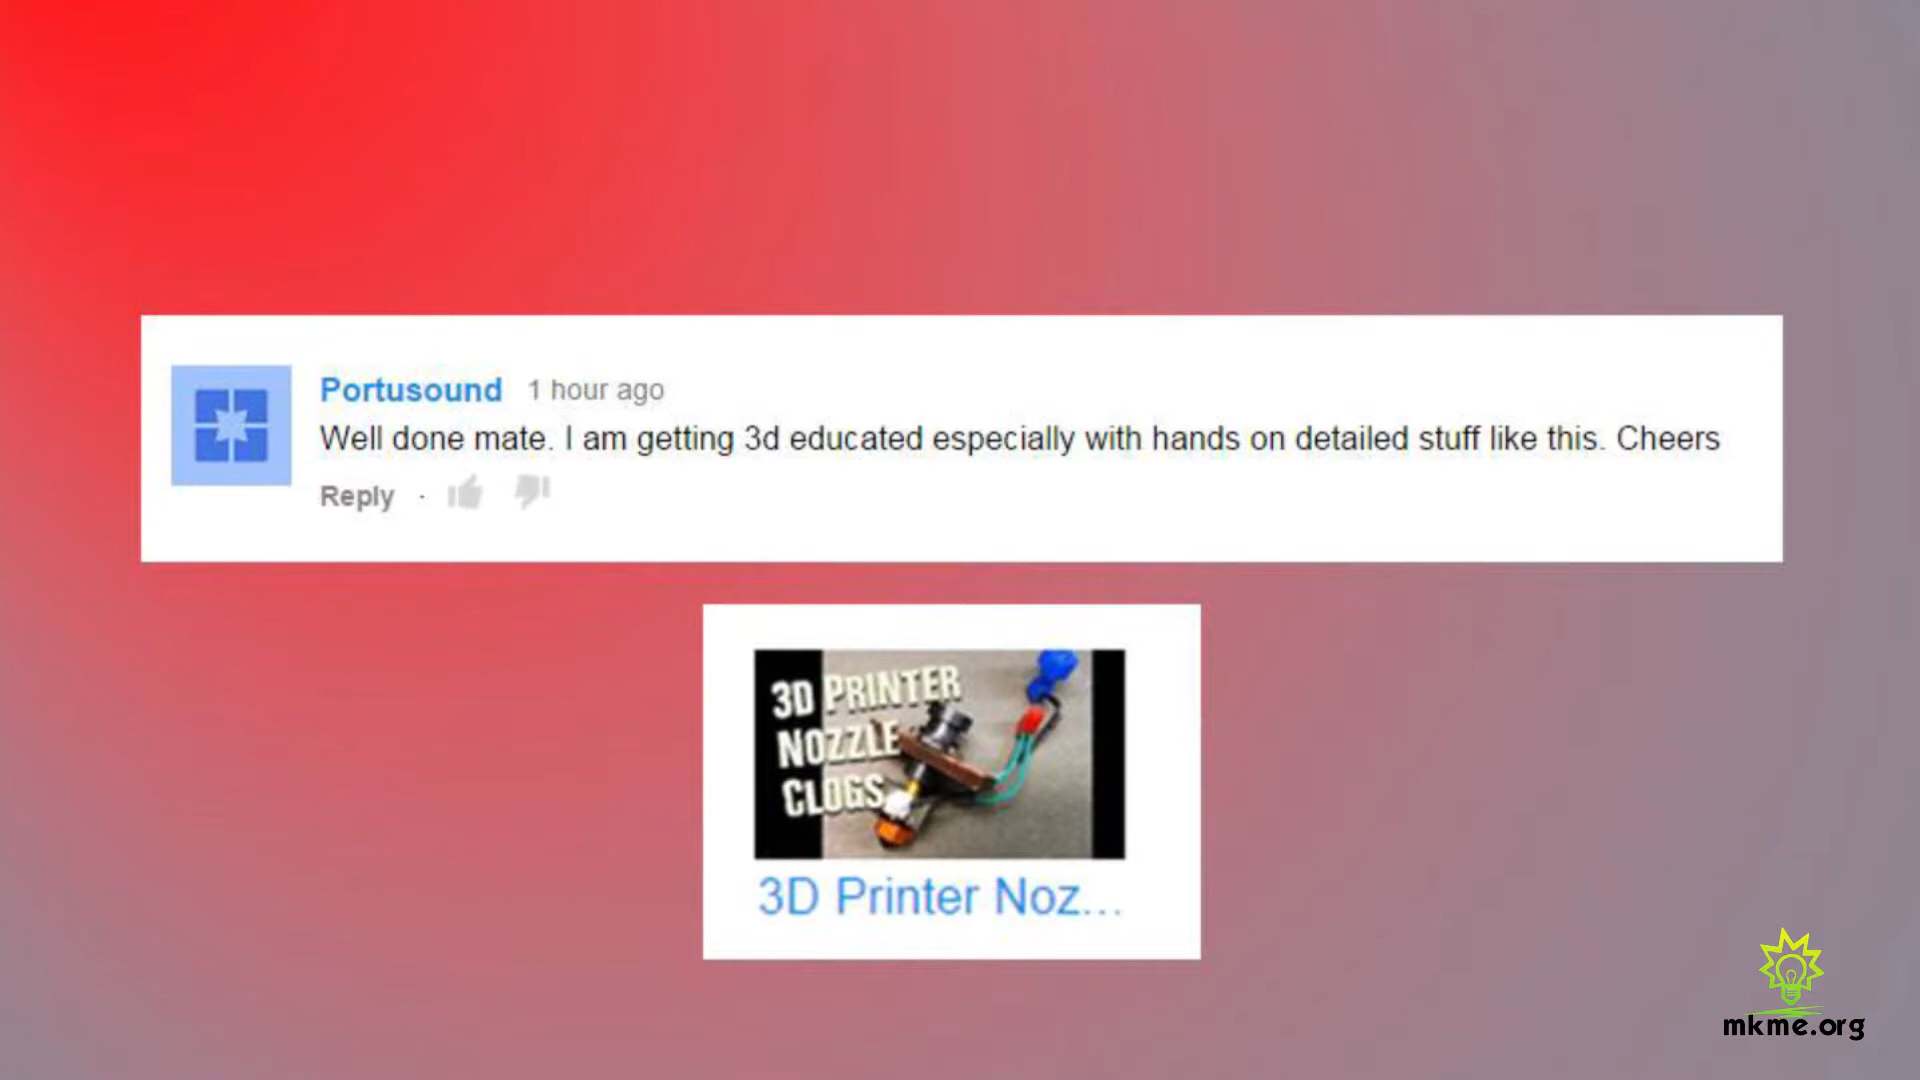 Portusound 1 hour ago
Well done mate. I am getting 3d educated especially with hands on detailed stuff like this. Cheers
Reply ·
3D PRINTER
NOZZLE
CLOGS
3D Printer Noz...
mkme.org